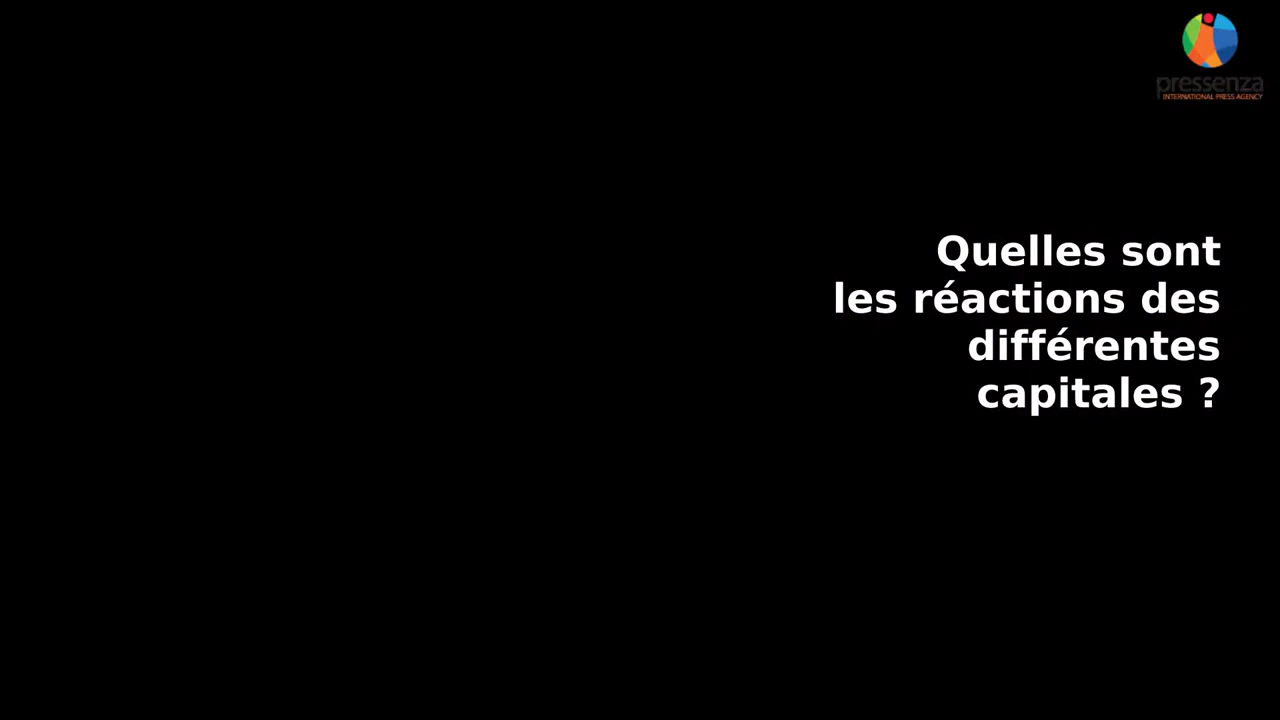 pressenza
INTERNATIONAL PRESS AGENCY
Quelles sont
les réactions des
différentes
capitales ?